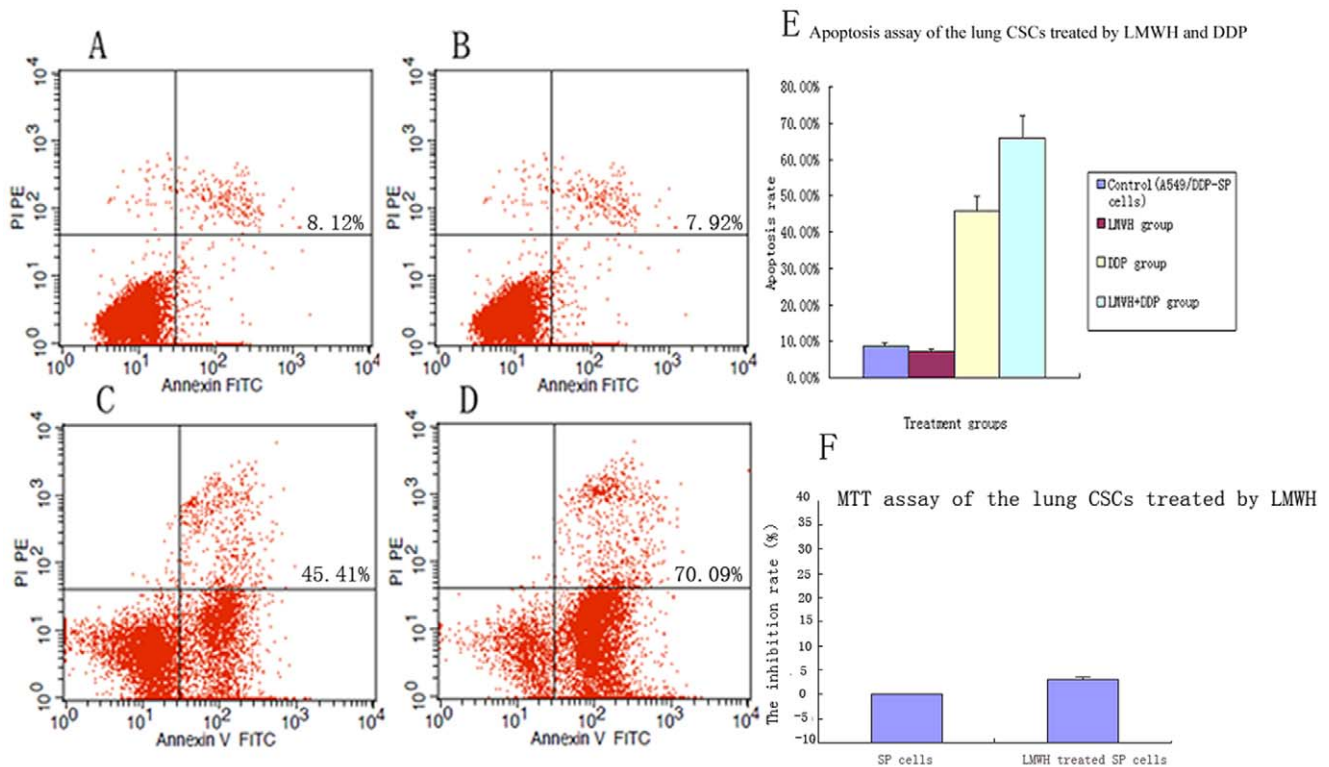 A
10^4
10^3
10^2
10^1
10^0
PI PE
8.12%
10^0 10^1 10^2 10^3 10^4
Annexin FITC
B
10^4
10^3
10^2
10^1
10^0
PI PE
7.92%
10^0 10^1 10^2 10^3 10^4
Annexin FITC
C
10^4
10^3
10^2
10^1
10^0
PI PE
45.41%
10^0 10^1 10^2 10^3 10^4
Annexin V FITC
D
10^4
10^3
10^2
10^1
10^0
PI PE
70.09%
10^0 10^1 10^2 10^3 10^4
Annexin V FITC
E Apoptosis assay of the lung CSCs treated by LMWH and DDP
80.00%
70.00%
60.00%
50.00%
40.00%
30.00%
20.00%
10.00%
0.00%
Apoptosis rate
Treatment groups
Control(A549/DDP-SP
cells)
LMWH group
DDP group
LMWH+DDP group
F
MTT assay of the lung CSCs treated by LMWH
40
35
30
25
20
15
10
5
0
-5
-10
The inhibition rate (%)
SP cells LMWH treated SP cells